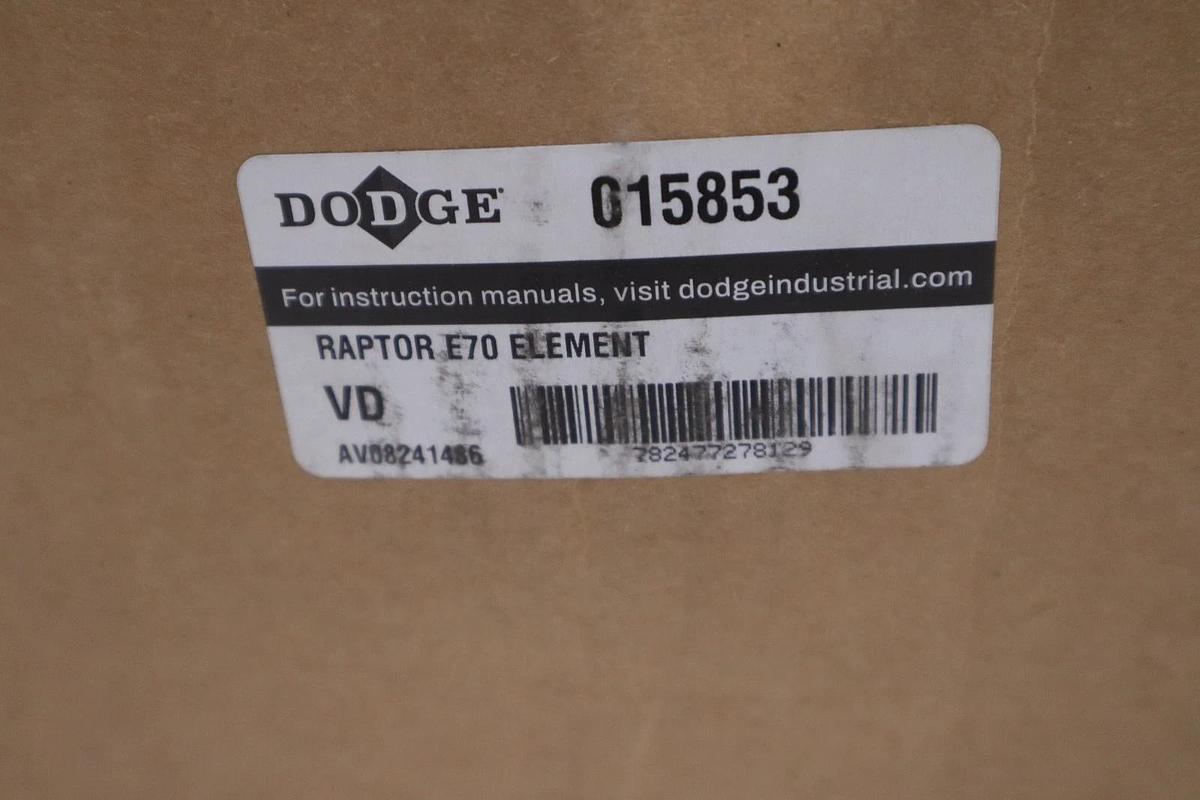 DODGE 015853
For instruction manuals, visit dodgeindustrial.com
RAPTOR E70 ELEMENT
VD
AV08241486
782477278129